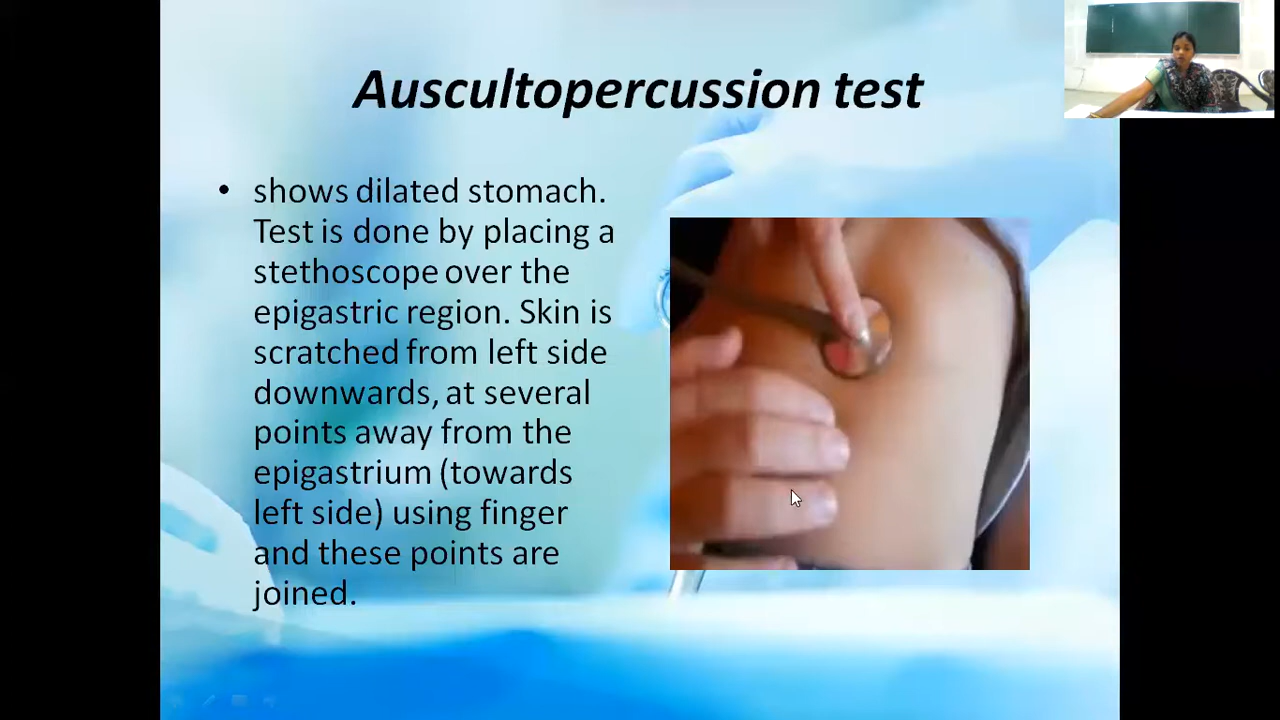 Auscultopercussion test
• shows dilated stomach.
Test is done by placing a
stethoscope over the
epigastric region. Skin is
scratched from left side
downwards, at several
points away from the
epigastrium (towards
left side) using finger
and these points are
joined.